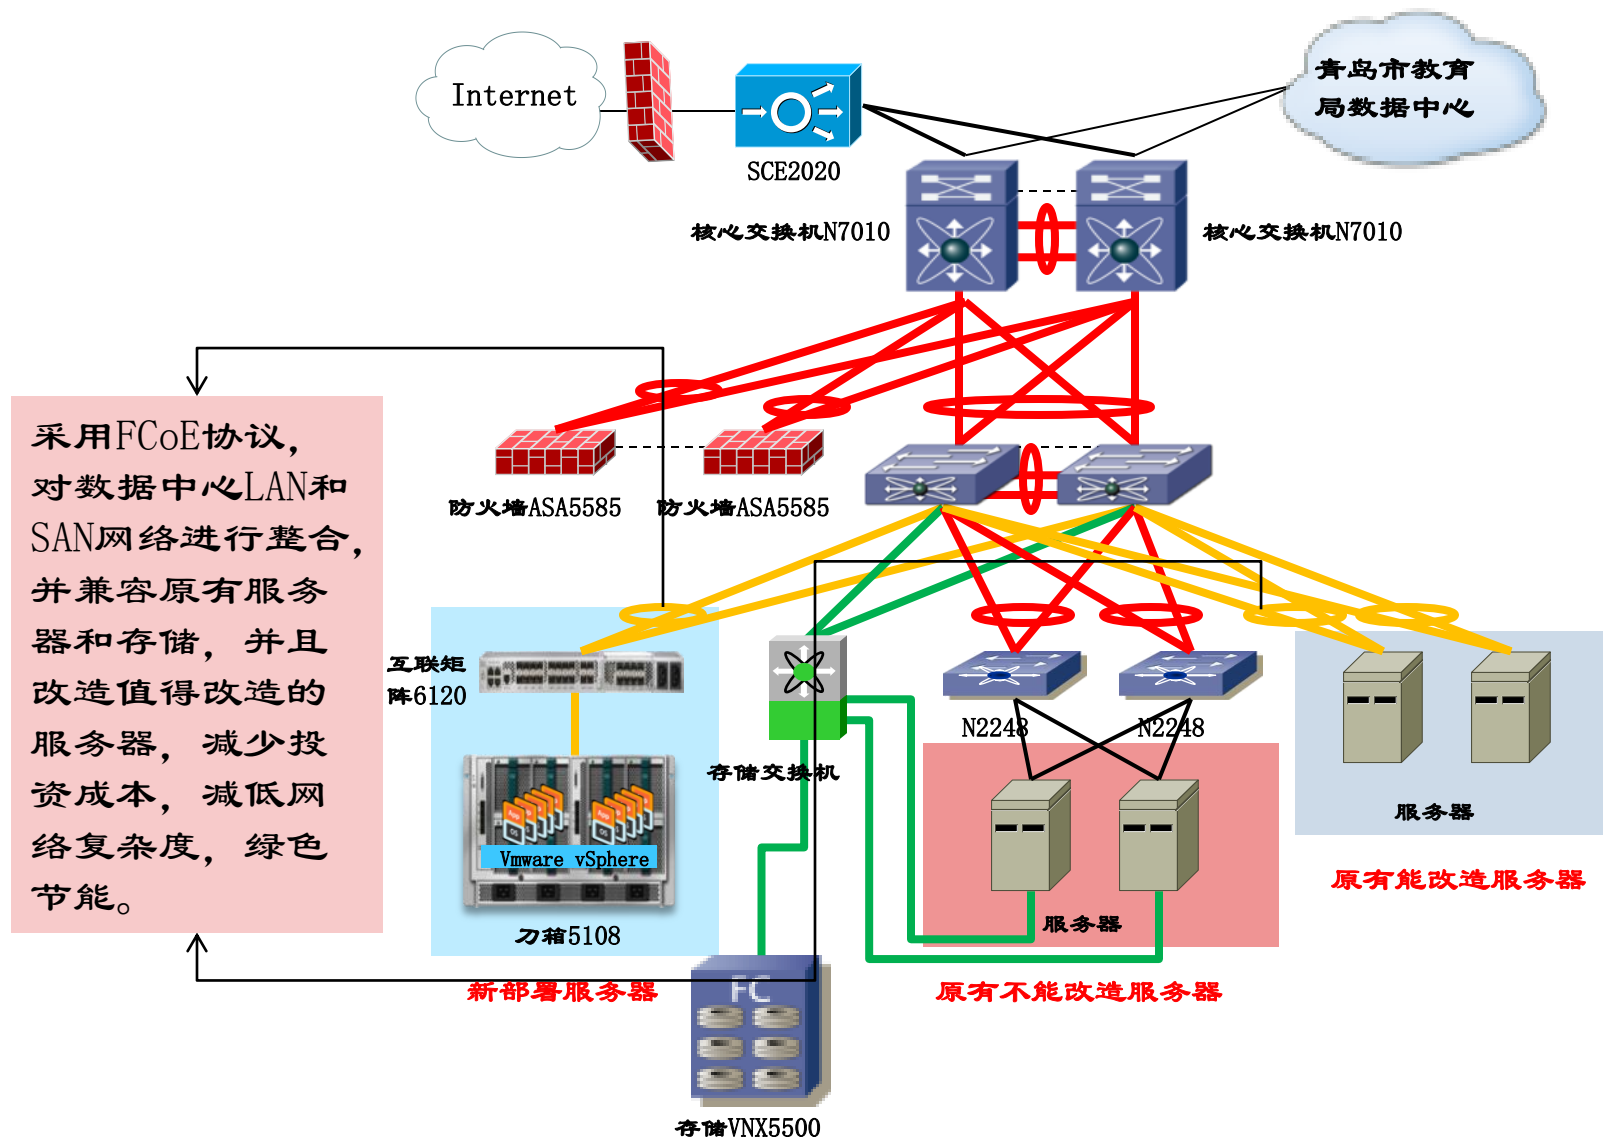 Internet
青岛市教育
局数据中心
SCE2020
核心交换机N7010
核心交换机N7010
采用FCoE协议，
对数据中心LAN和
SAN网络进行整合，
并兼容原有服务
器和存储，并且
改造值得改造的
服务器，减少投
资成本，减低网
络复杂度，绿色
节能。
防火墙ASA5585
防火墙ASA5585
互联矩
阵6120
N2248
N2248
存储交换机
服务器
Vmware vSphere
原有能改造服务器
服务器
刀箱5108
新部署服务器
FC
原有不能改造服务器
存储VNX5500